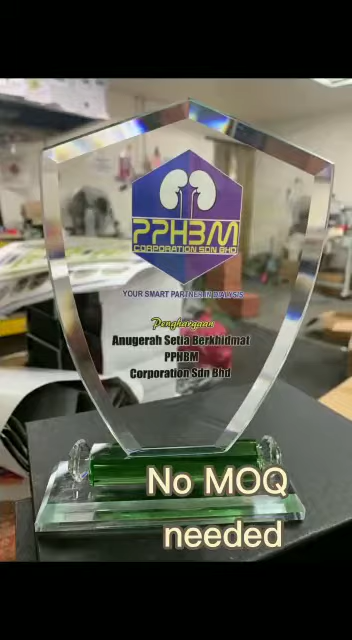 PPHBM
CORPORATION SDN BHD
YOUR SMART PARTNER IN DIALYSIS
Penghargaan
Anugerah Setia Berkhidmat
PPHBM
Corporation Sdn Bhd
No MOQ
needed